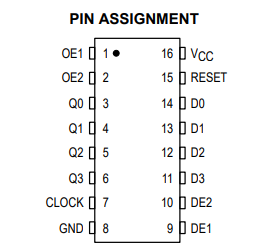 PIN ASSIGNMENT
OE1 1 16 VCC
OE2 2 15 RESET
Q0 3 14 D0
Q1 4 13 D1
Q2 5 12 D2
Q3 6 11 D3
CLOCK 7 10 DE2
GND 8 9 DE1